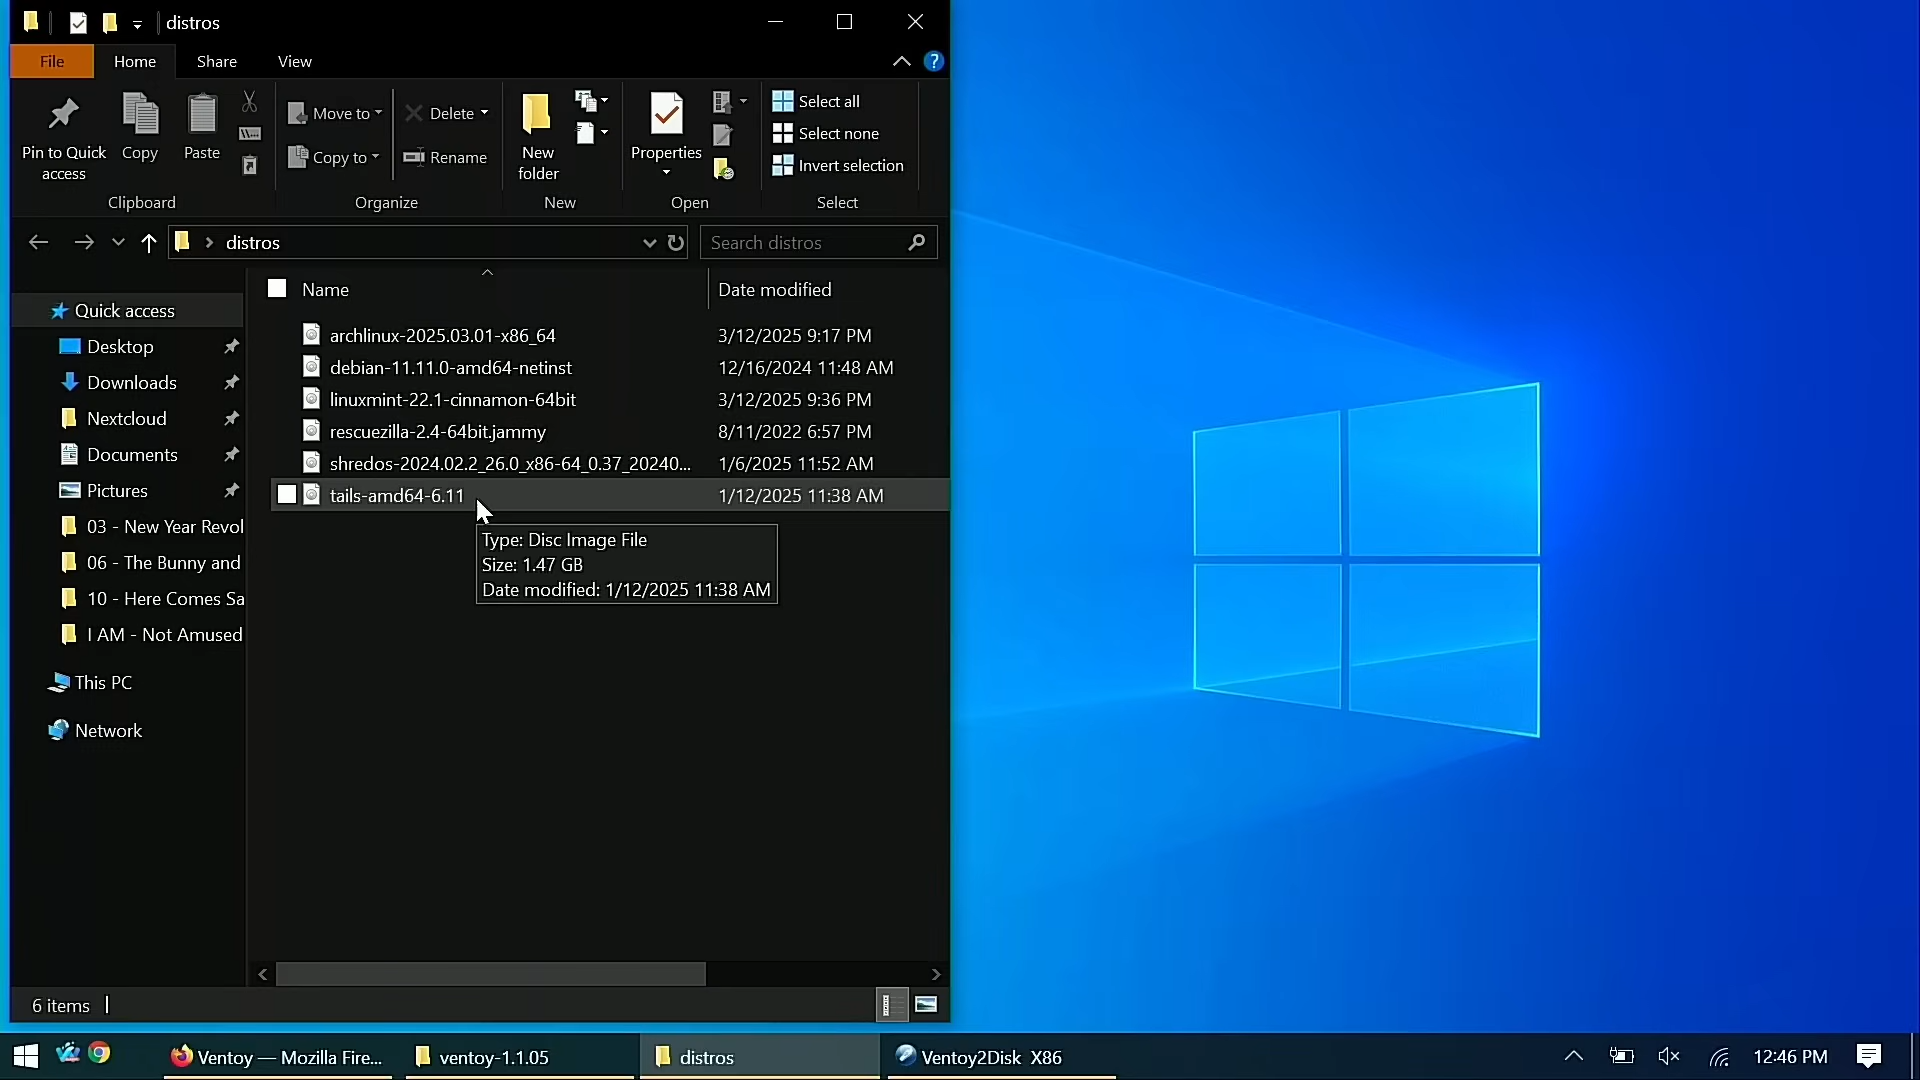 distros
File
Home
Share
View
?
Pin to Quick access
Copy
Paste
Move to
Copy to
Delete
Rename
New folder
Properties
Select all
Select none
Invert selection
Clipboard
Organize
New
Open
Select
distros
Search distros
Name
Date modified
Quick access
Desktop
Downloads
Nextcloud
Documents
Pictures
03 - New Year Revol
06 - The Bunny and
10 - Here Comes Sa
I AM - Not Amused
This PC
Network
archlinux-2025.03.01-x86_64 3/12/2025 9:17 PM
debian-11.11.0-amd64-netinst 12/16/2024 11:48 AM
linuxmint-22.1-cinnamon-64bit 3/12/2025 9:36 PM
rescuezilla-2.4-64bit.jammy 8/11/2022 6:57 PM
shredos-2024.02.2_26.0_x86-64_0.37_20240... 1/6/2025 11:52 AM
tails-amd64-6.11 1/12/2025 11:38 AM
Type: Disc Image File
Size: 1.47 GB
Date modified: 1/12/2025 11:38 AM
6 items
Ventoy — Mozilla Fire...
ventoy-1.1.05
distros
Ventoy2Disk X86
12:46 PM